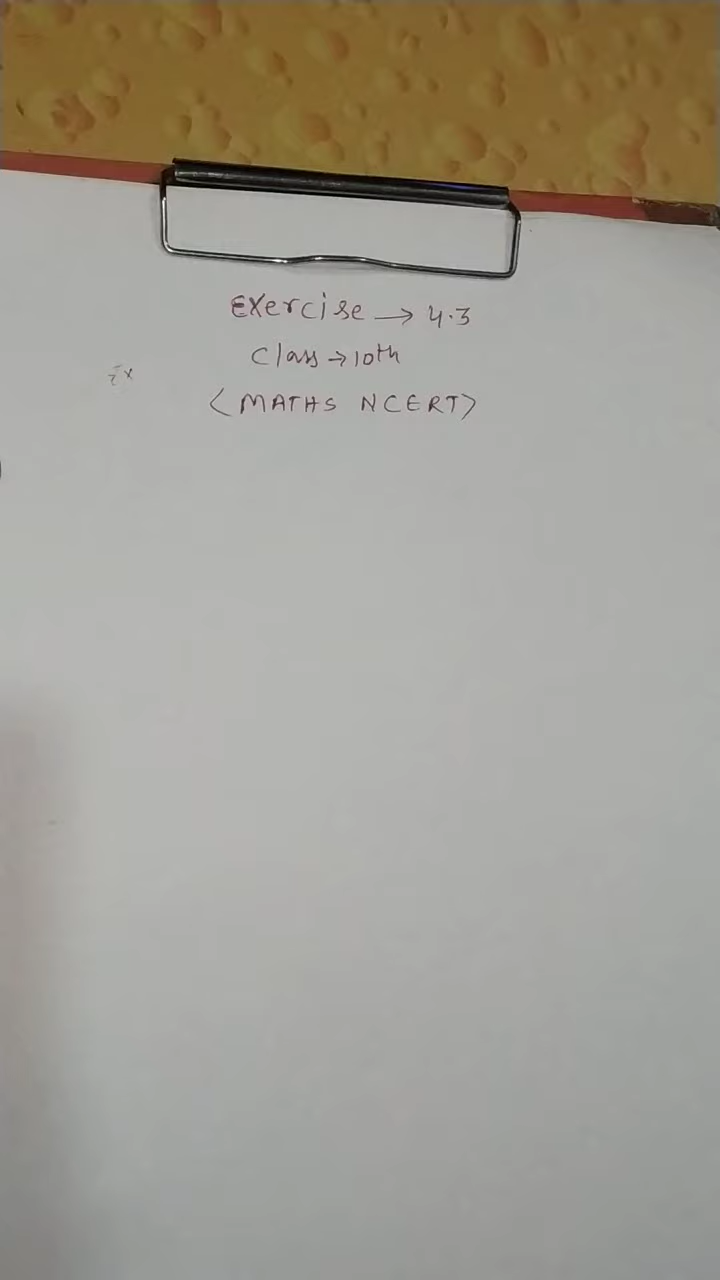 Exercise → 4.3
Class → 10th
<MATHS NCERT>